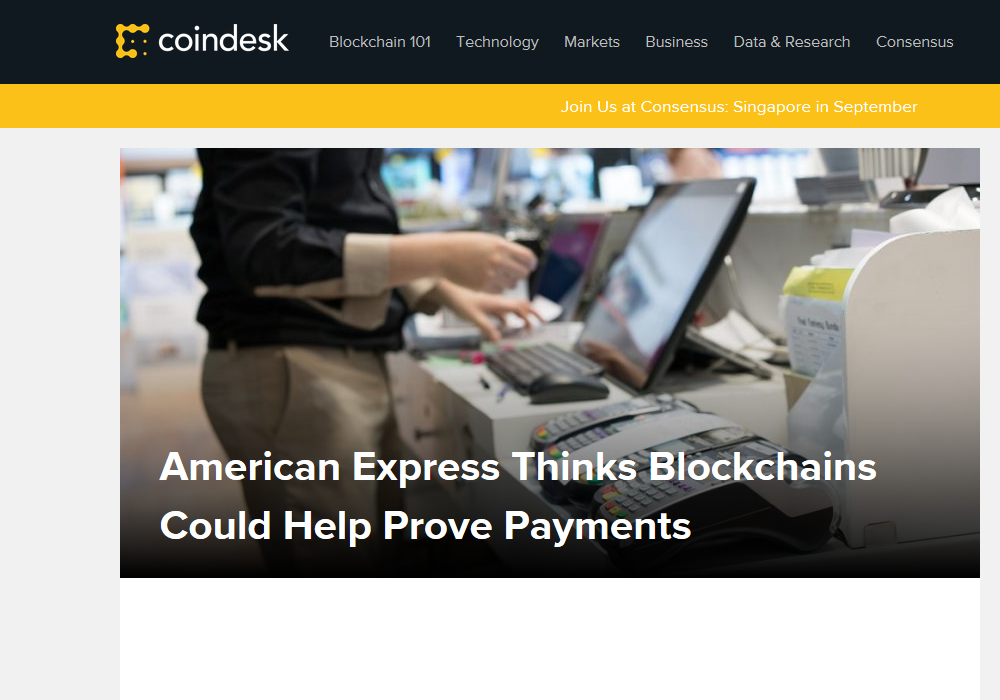 coindesk
Blockchain 101 Technology Markets Business Data & Research Consensus
Join Us at Consensus: Singapore in September
American Express Thinks Blockchains
Could Help Prove Payments